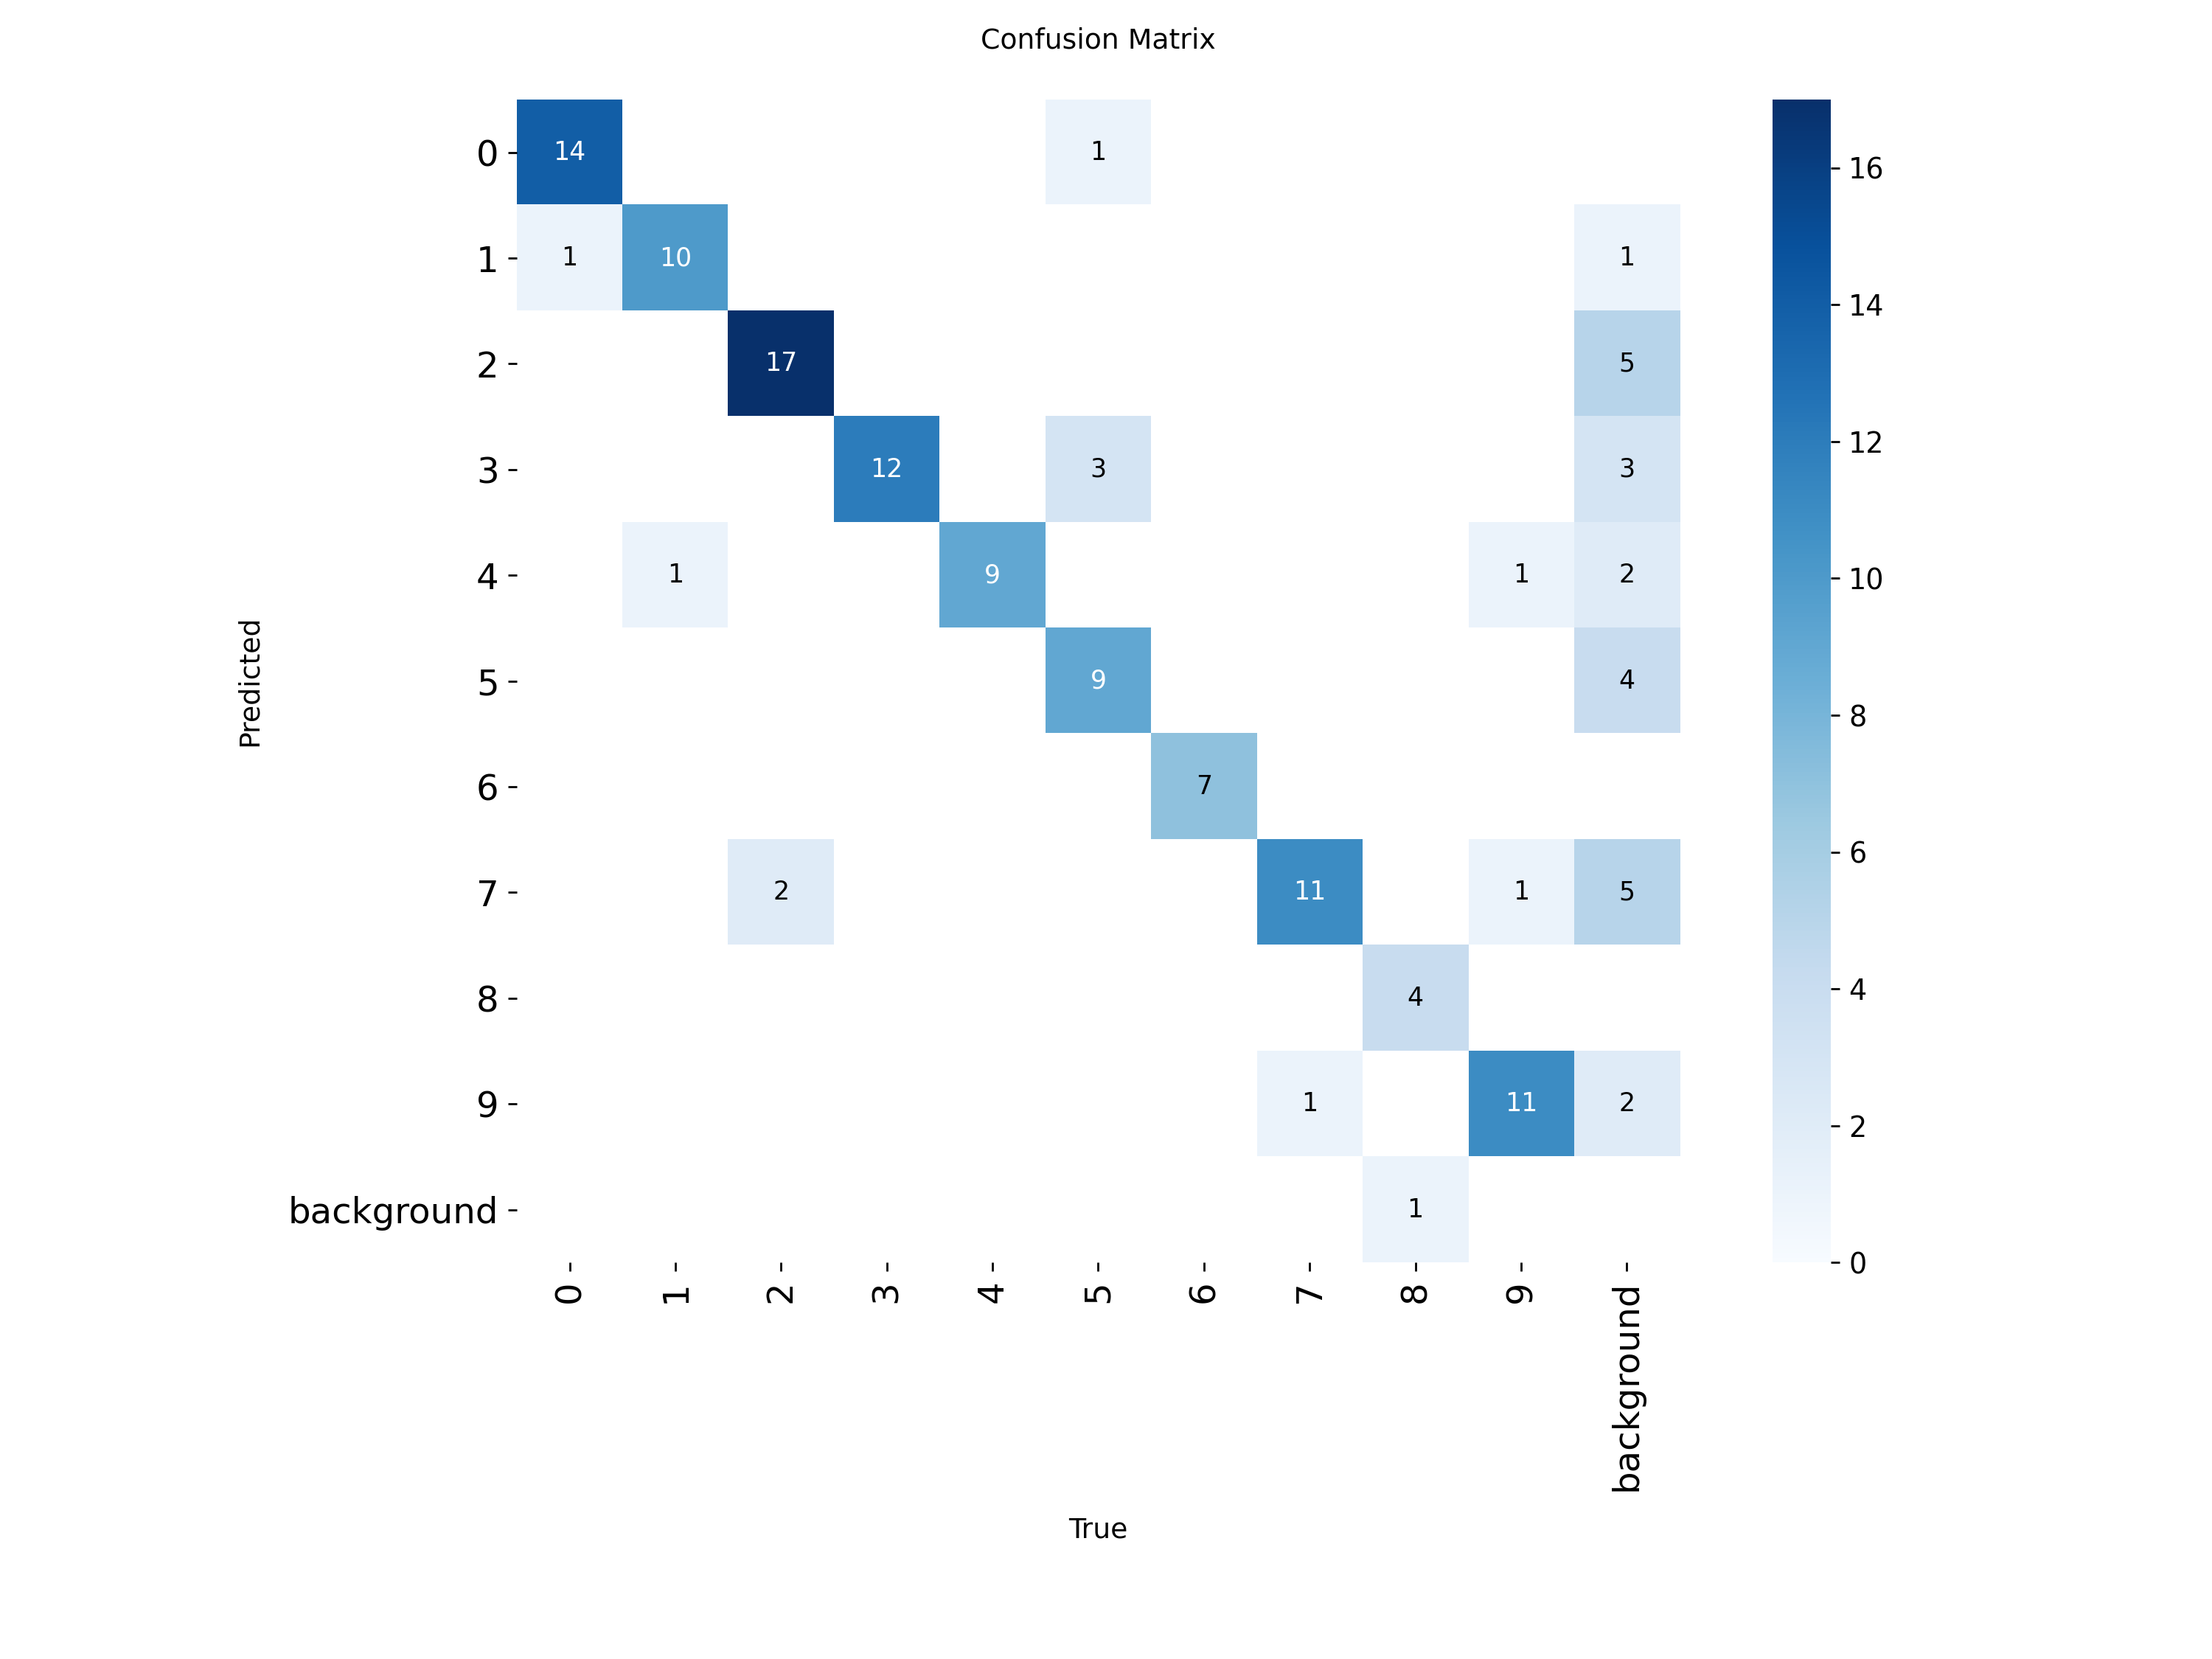 Confusion Matrix
0 14 1
1 1 10 1
2 17 5
3 12 3 3
4 1 9 1 2
5 9 4
6 7
7 2 11 1 5
8 4
9 1 11 2
background 1
0 1 2 3 4 5 6 7 8 9 background
Predicted
True
16
14
12
10
8
6
4
2
0